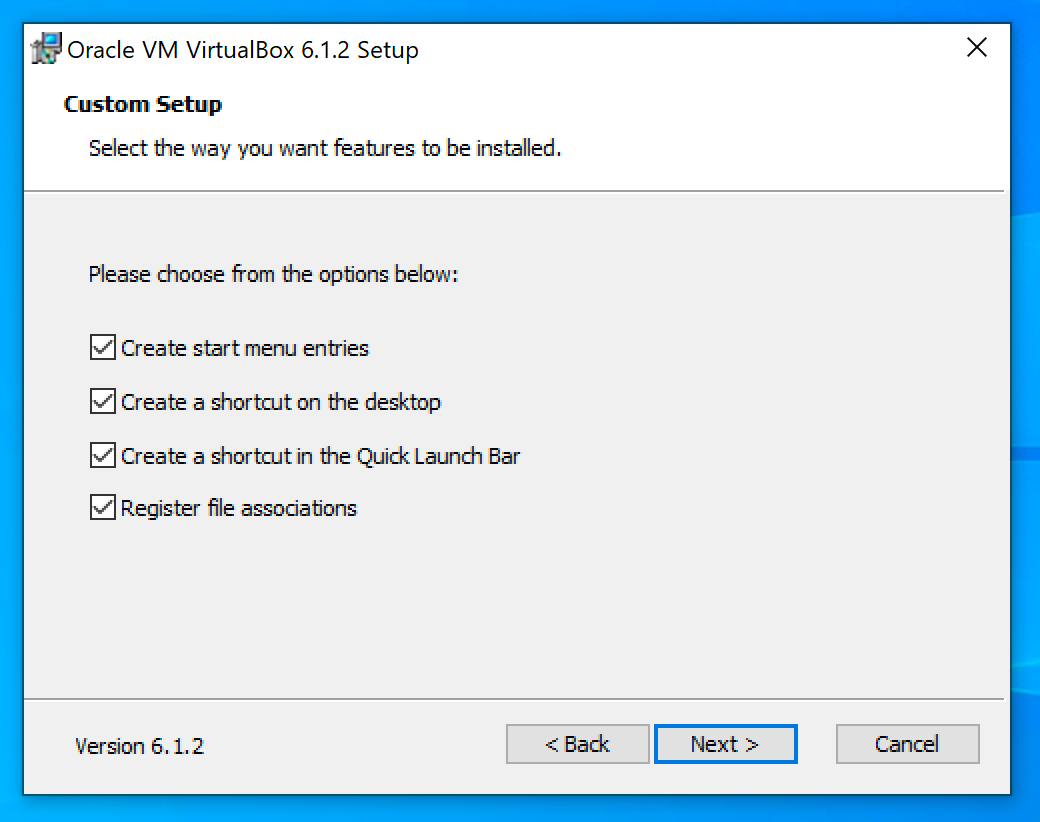 Oracle VM VirtualBox 6.1.2 Setup
Custom Setup
Select the way you want features to be installed.
Please choose from the options below:
Create start menu entries
Create a shortcut on the desktop
Create a shortcut in the Quick Launch Bar
Register file associations
Version 6.1.2
< Back
Next >
Cancel